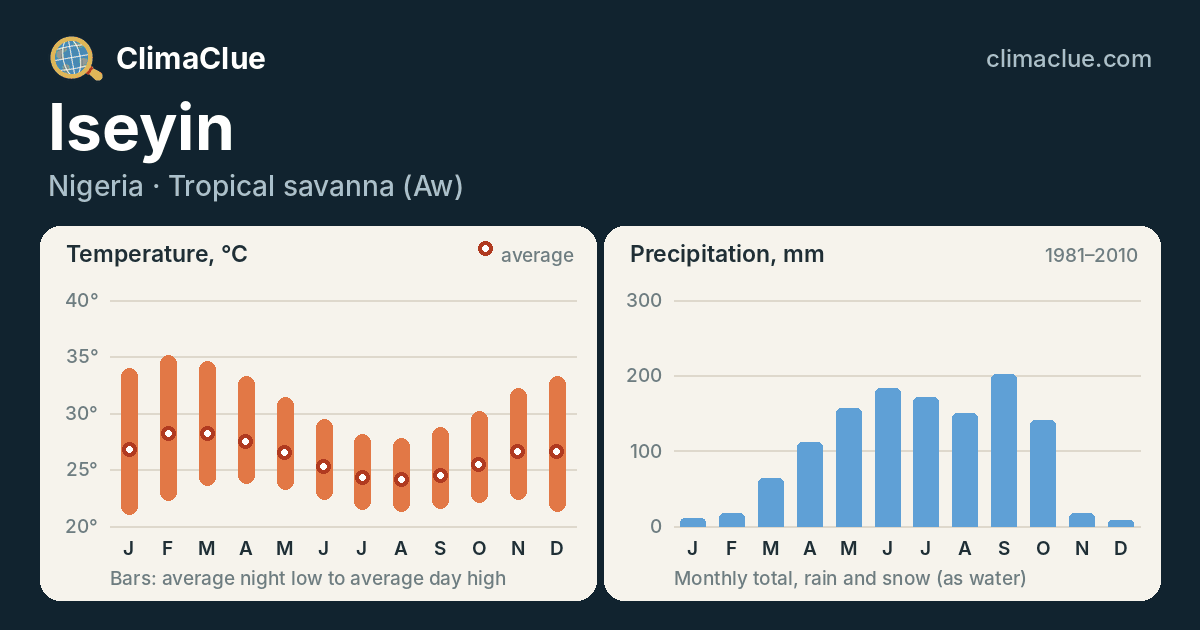 ClimaClue
climaclue.com
Iseyin
Nigeria · Tropical savanna (Aw)
Temperature, °C
average
40°
35°
30°
25°
20°
J F M A M J J A S O N D
Bars: average night low to average day high
Precipitation, mm
1981–2010
300
200
100
0
J F M A M J J A S O N D
Monthly total, rain and snow (as water)